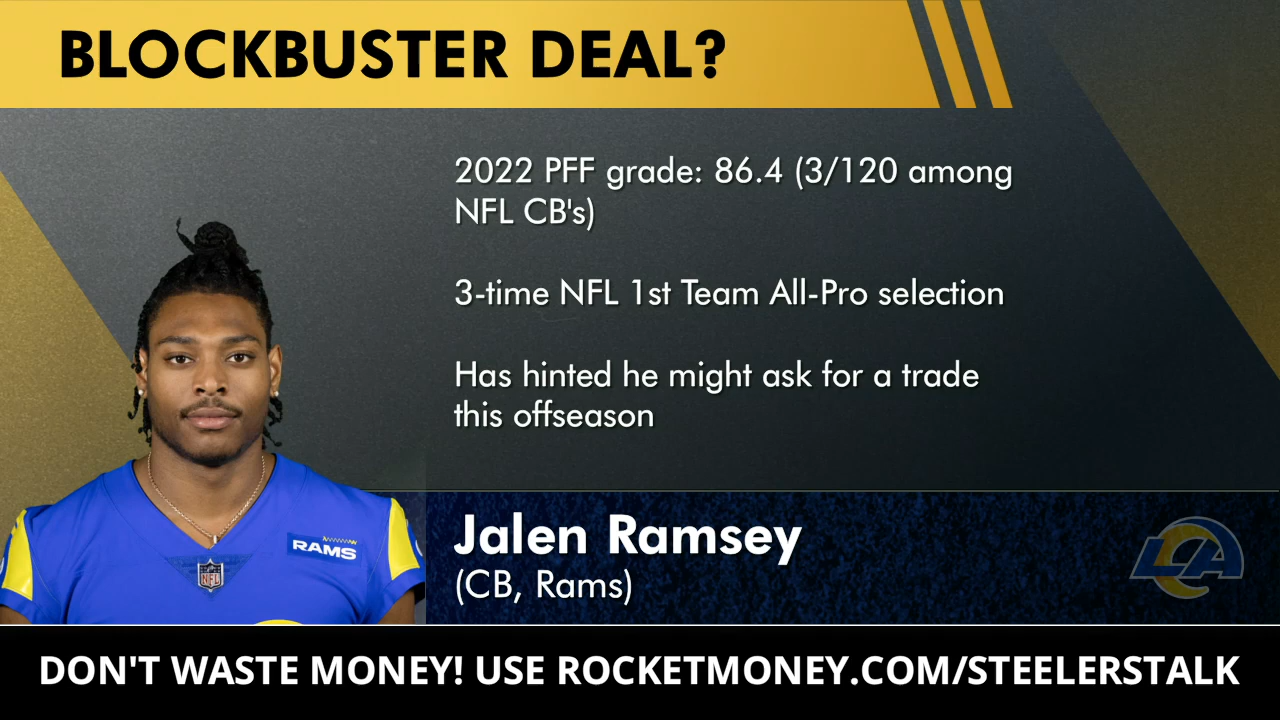 BLOCKBUSTER DEAL?
2022 PFF grade: 86.4 (3/120 among
NFL CB's)
3-time NFL 1st Team All-Pro selection
Has hinted he might ask for a trade
this offseason
RAMS
NFL
Jalen Ramsey
(CB, Rams)
LA
DON'T WASTE MONEY! USE ROCKETMONEY.COM/STEELERSTALK